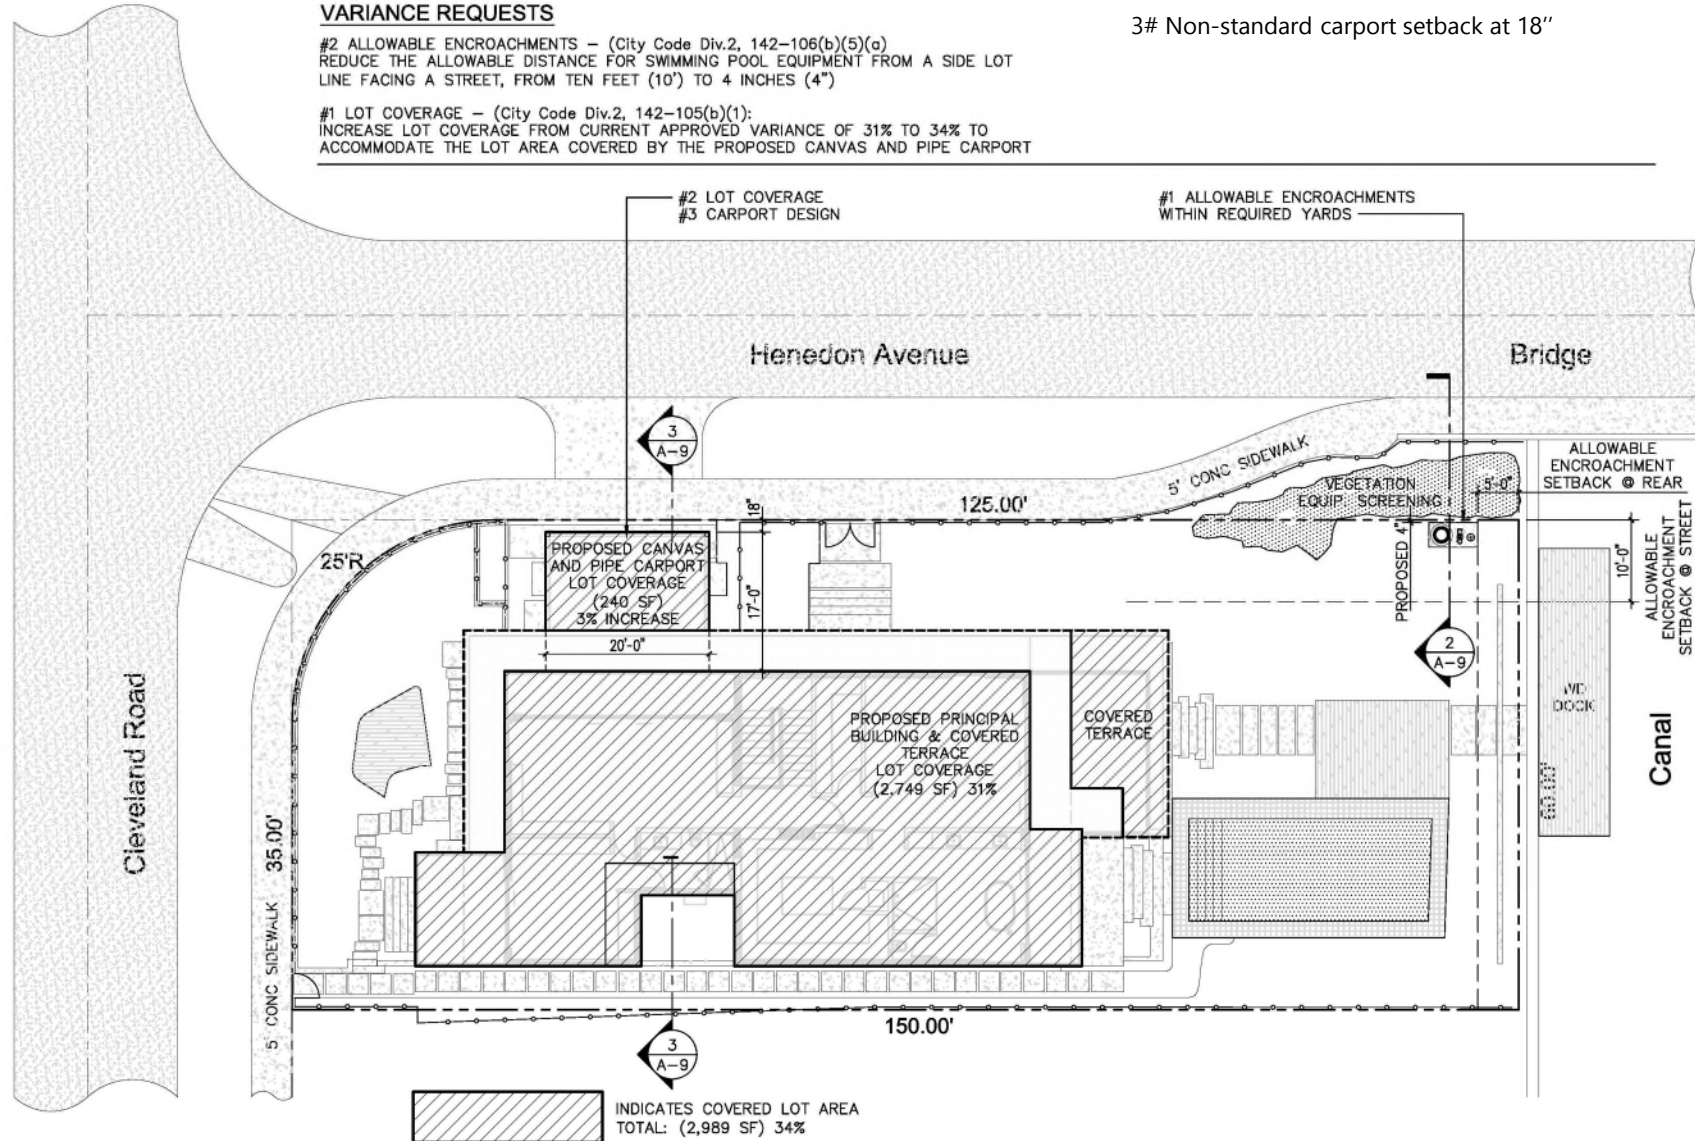 VARIANCE REQUESTS
3# Non-standard carport setback at 18’’
#2 ALLOWABLE ENCROACHMENTS – (City Code Div.2, 142–106(b)(5)(a)
REDUCE THE ALLOWABLE DISTANCE FOR SWIMMING POOL EQUIPMENT FROM A SIDE LOT
LINE FACING A STREET, FROM TEN FEET (10') TO 4 INCHES (4")
#1 LOT COVERAGE – (City Code Div.2, 142–105(b)(1):
INCREASE LOT COVERAGE FROM CURRENT APPROVED VARIANCE OF 31% TO 34% TO
ACCOMMODATE THE LOT AREA COVERED BY THE PROPOSED CANVAS AND PIPE CARPORT
#2 LOT COVERAGE
#3 CARPORT DESIGN
#1 ALLOWABLE ENCROACHMENTS
WITHIN REQUIRED YARDS
Henedon Avenue
Bridge
3
A–9
5' CONC SIDEWALK
ALLOWABLE
ENCROACHMENT
SETBACK @ REAR
VEGETATION
EQUIP. SCREENING
5'-0"
125.00'
18"
25'R
PROPOSED CANVAS
AND PIPE CARPORT
LOT COVERAGE
(240 SF)
3% INCREASE
17'-0"
20'-0"
PROPOSED 4"
10'-0"
ALLOWABLE
ENCROACHMENT
SETBACK @ STREET
2
A–9
WD
DOCK
60.00'
Canal
Cleveland Road
PROPOSED PRINCIPAL
BUILDING & COVERED
TERRACE
LOT COVERAGE
(2,749 SF) 31%
COVERED
TERRACE
35.00'
5' CONC SIDEWALK
150.00'
3
A–9
INDICATES COVERED LOT AREA
TOTAL: (2,989 SF) 34%